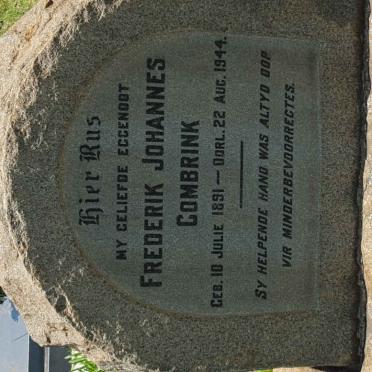 Hier Rus
MY GELIEFDE EGGENOOT
FREDERIK JOHANNES
COMBRINK
GEB. 10 JULIE 1891 — OORL. 22 AUG. 1944.
SY HELPENDE HAND WAS ALTYD OOP
VIR MINDERBEVOORREGTES.